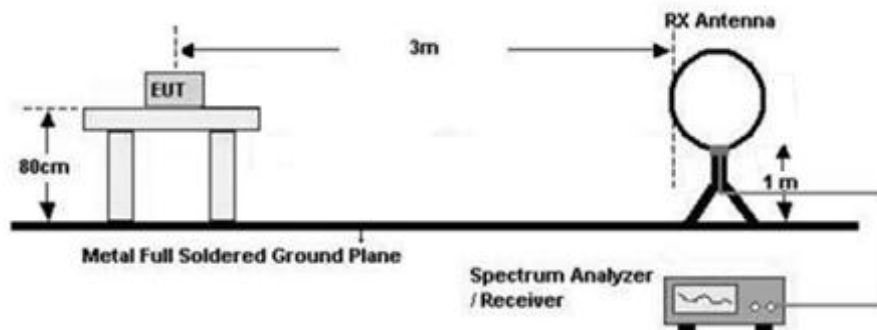 RX Antenna
3m
EUT
80cm
1 m
Metal Full Soldered Ground Plane
Spectrum Analyzer
/ Receiver